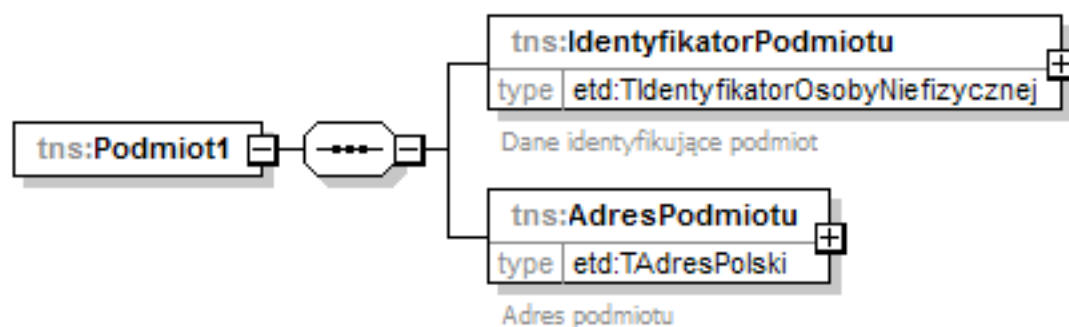 tns:IdentyfikatorPodmiotu
type etd:TIdentyfikatorOsobyNiefizycznej
Dane identyfikujące podmiot
tns:Podmiot1
tns:AdresPodmiotu
type etd:TAdresPolski
Adres podmiotu